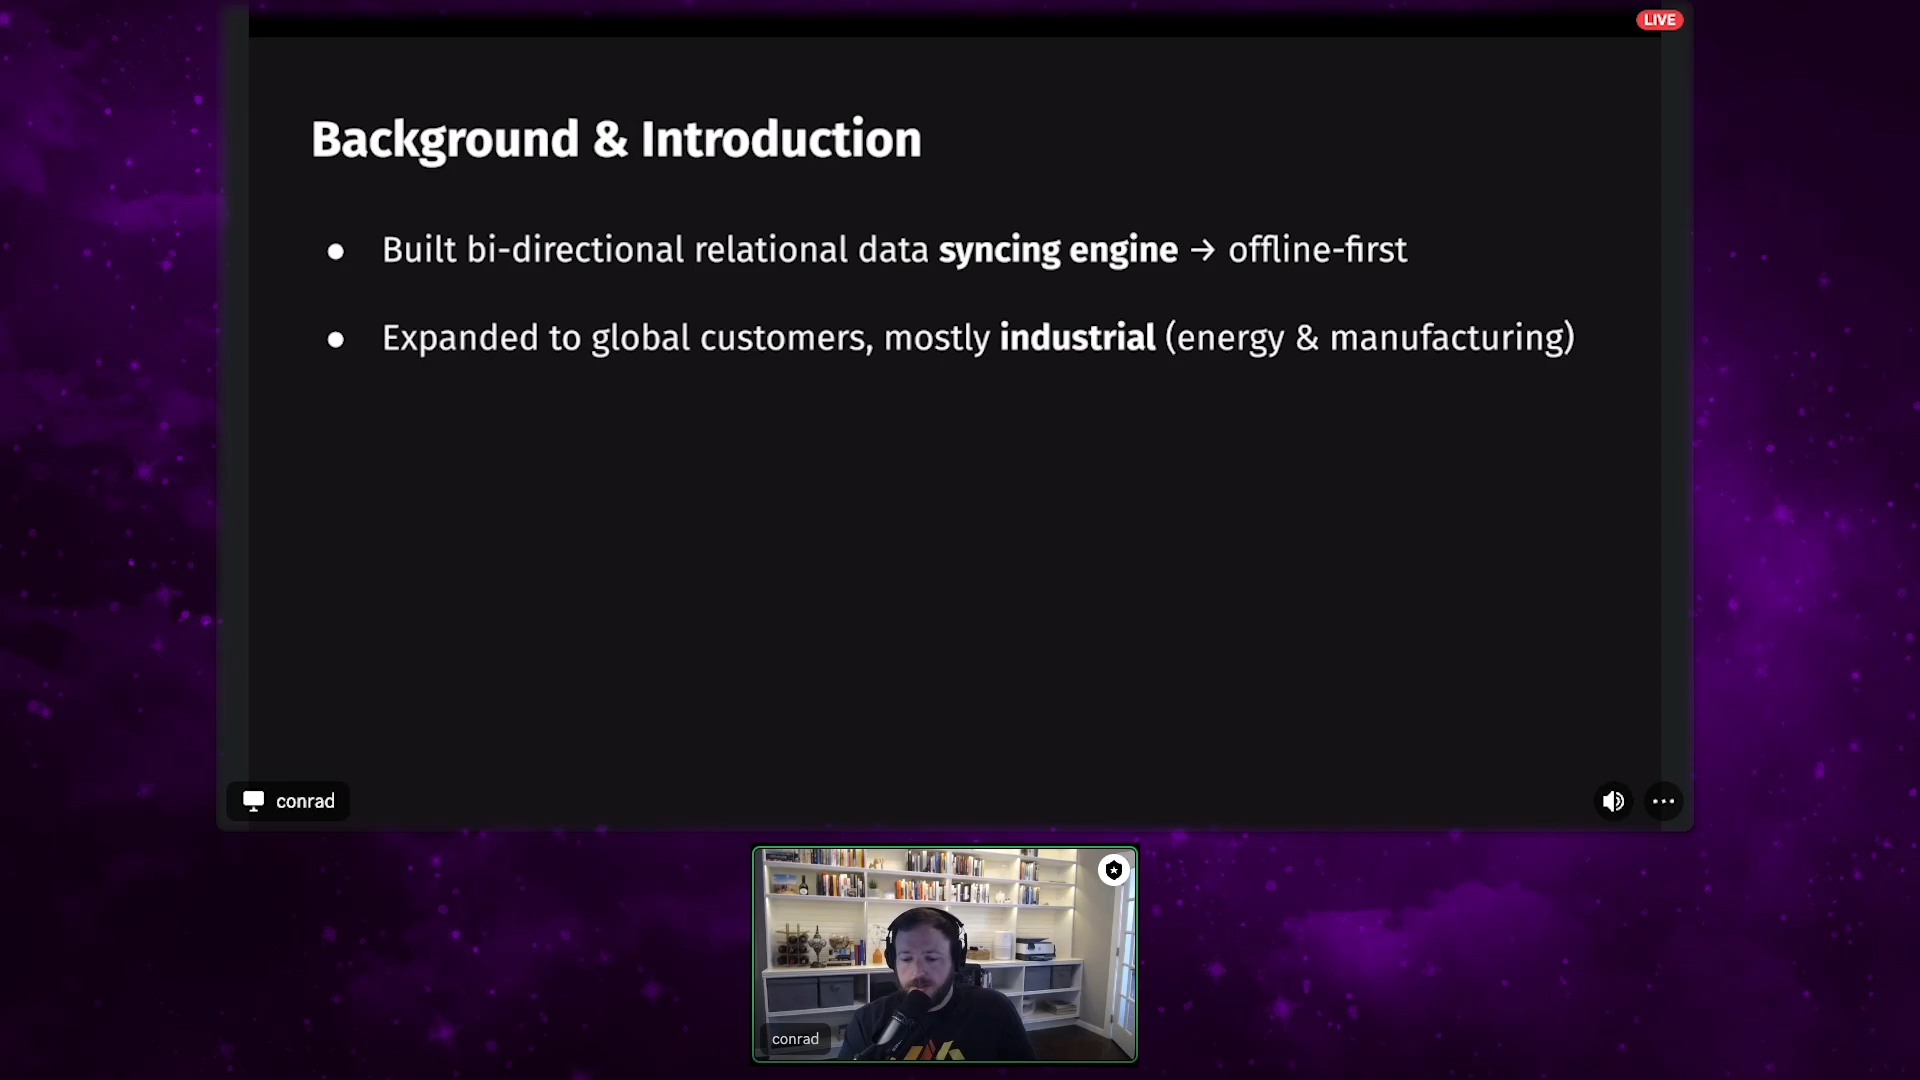 LIVE
Background & Introduction
● Built bi-directional relational data syncing engine → offline-first
● Expanded to global customers, mostly industrial (energy & manufacturing)
conrad
conrad